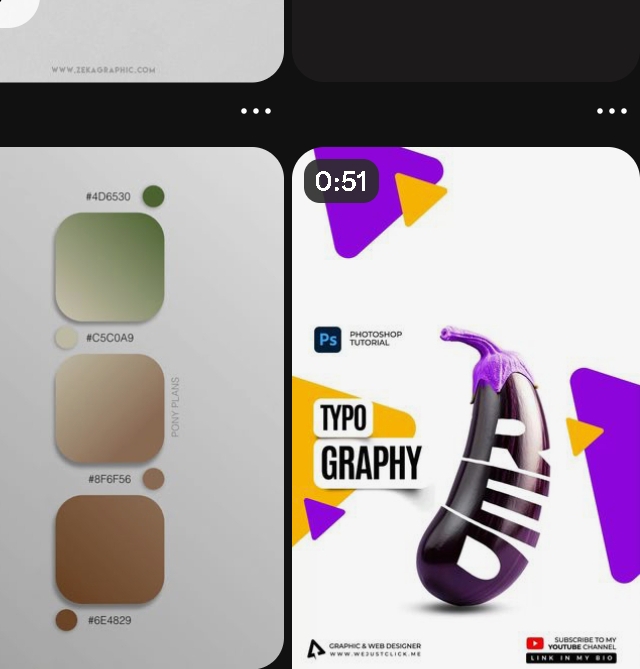 WWW.ZEKAGRAPHIC.COM
#4D6530
#C5C0A9
PONY PLANS
#8F6F56
#6E4829
0:51
Ps
PHOTOSHOP
TUTORIAL
TYPO
GRAPHY
RED
GRAPHIC & WEB DESIGNER
WWW.WEJUSTCLICK.ME
SUBSCRIBE TO MY
YOUTUBE CHANNEL
LINK IN MY BIO